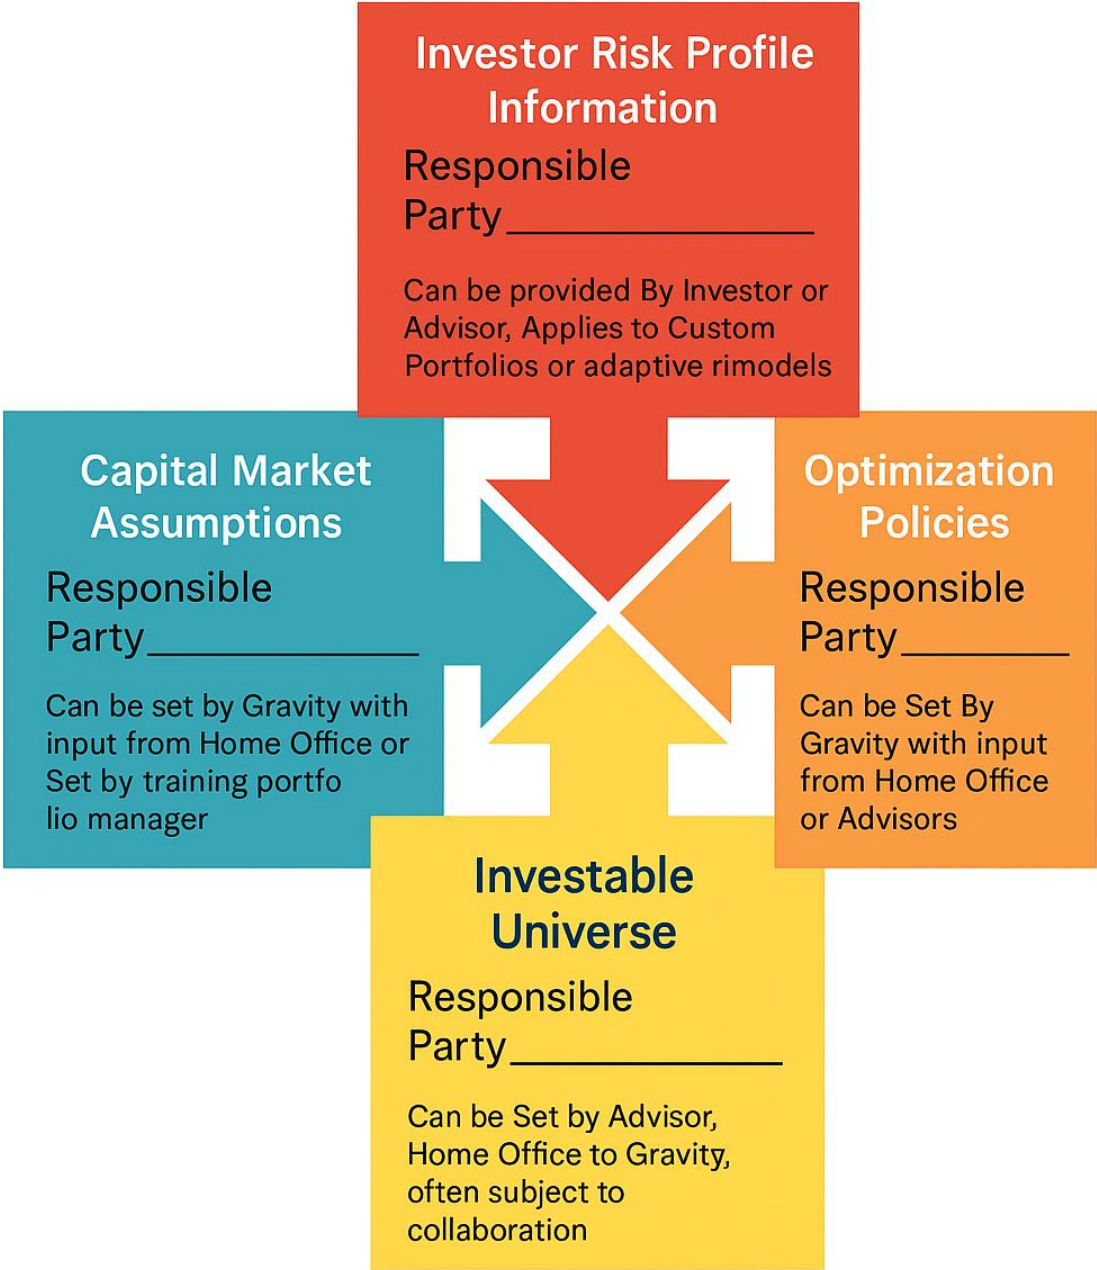 Investor Risk Profile
Information
Responsible
Party_______________
Can be provided By Investor or
Advisor, Applies to Custom
Portfolios or adaptive rimodels
Capital Market
Assumptions
Responsible
Party_____________
Can be set by Gravity with
input from Home Office or
Set by training portfo
lio manager
Optimization
Policies
Responsible
Party________
Can be Set By
Gravity with input
from Home Office
or Advisors
Investable
Universe
Responsible
Party_____________
Can be Set by Advisor,
Home Office to Gravity,
often subject to
collaboration